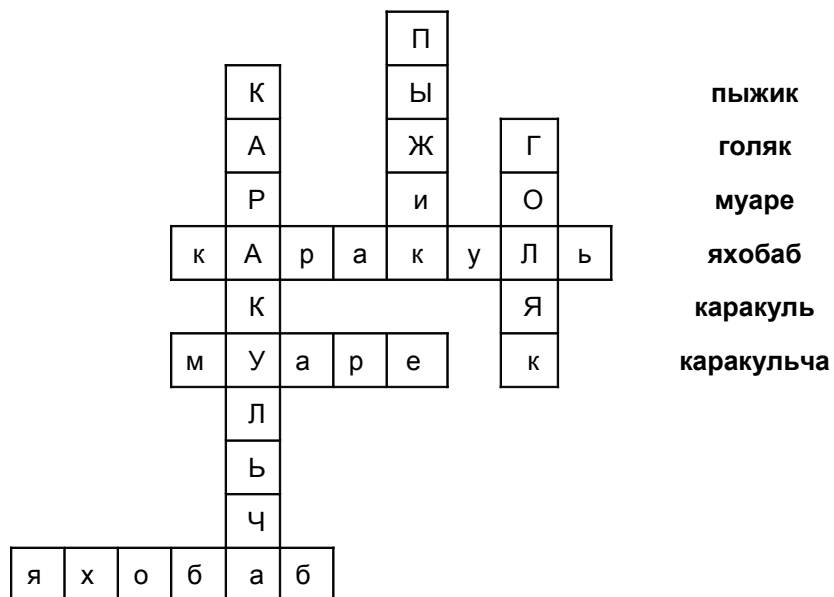 П
К Ы пыжик
А Ж Г голяк
Р и О муаре
к А р а к у Л ь яхобаб
К Я каракуль
м У а р е к каракульча
Л
Ь
Ч
я х о б а б